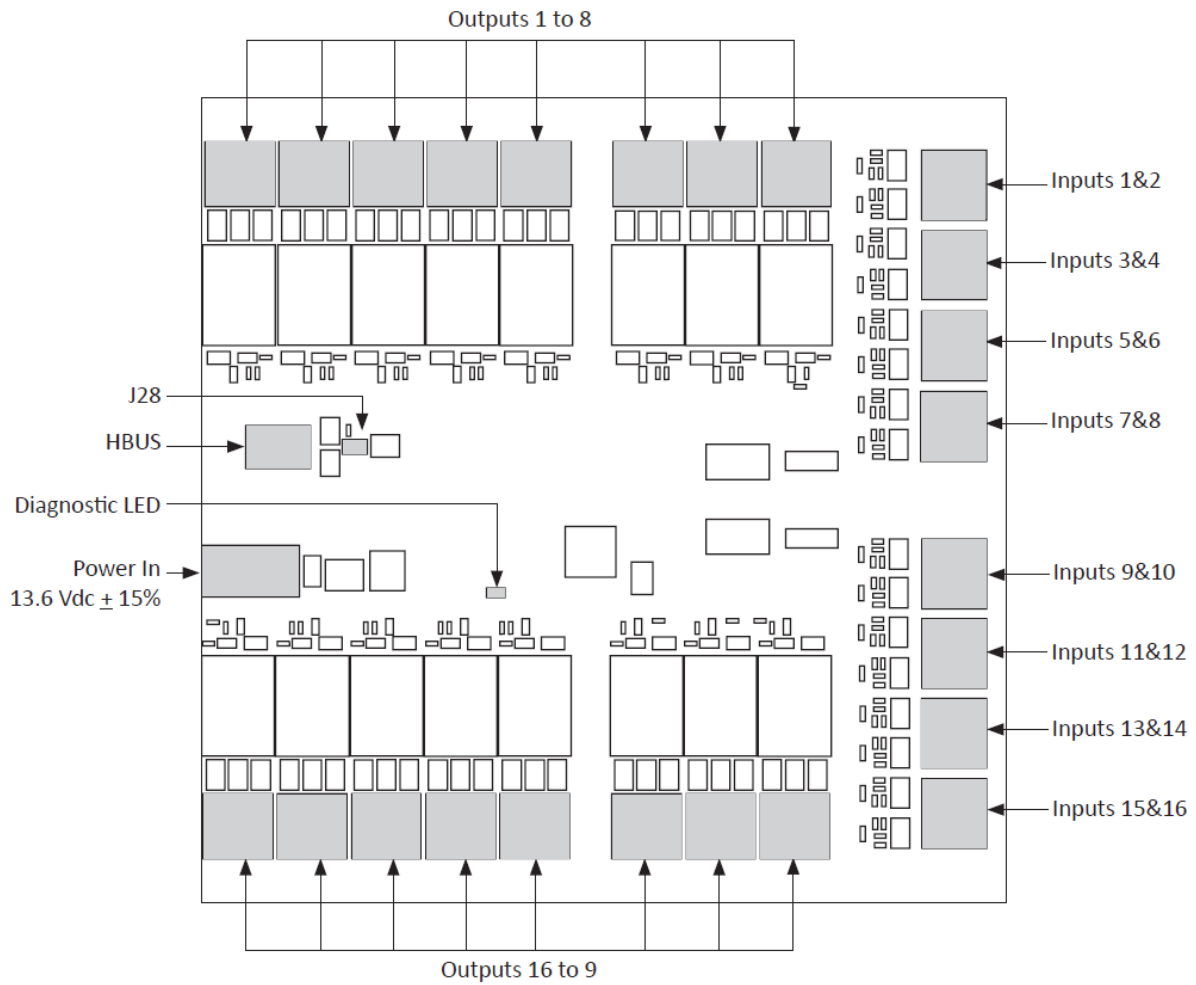 Outputs 1 to 8
Inputs 1&2
Inputs 3&4
Inputs 5&6
J28
Inputs 7&8
HBUS
Diagnostic LED
Power In
13.6 Vdc ± 15%
Inputs 9&10
Inputs 11&12
Inputs 13&14
Inputs 15&16
Outputs 16 to 9